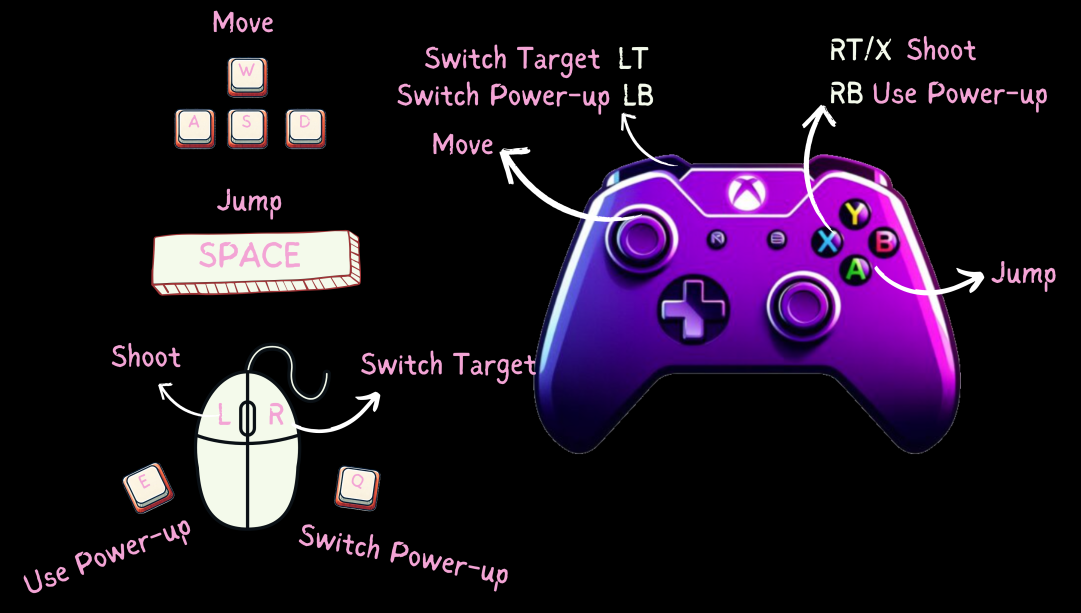 Move
W
A S D
Jump
SPACE
Shoot
Switch Target
L R
E
Q
Use Power-up
Switch Power-up
Switch Target LT
Switch Power-up LB
Move
RT/X Shoot
RB Use Power-up
Y
X B
A
Jump